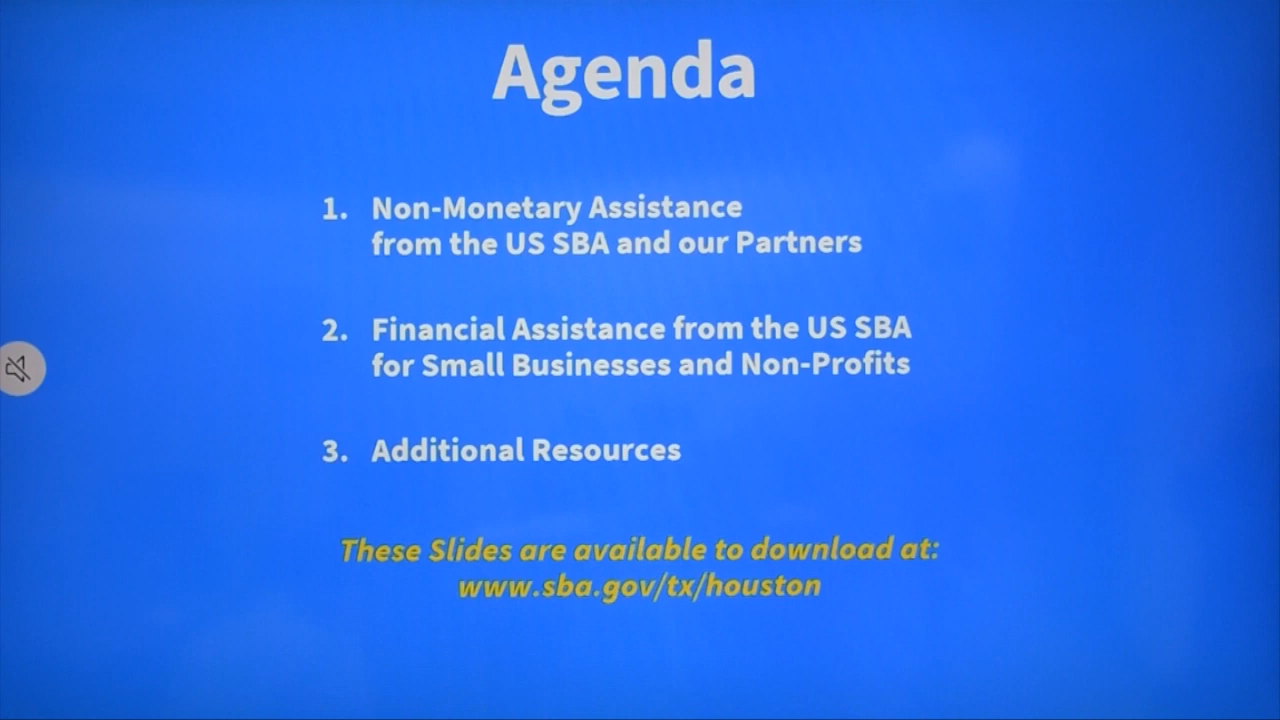 Agenda
1. Non-Monetary Assistance
from the US SBA and our Partners
2. Financial Assistance from the US SBA
for Small Businesses and Non-Profits
3. Additional Resources
These Slides are available to download at:
www.sba.gov/tx/houston